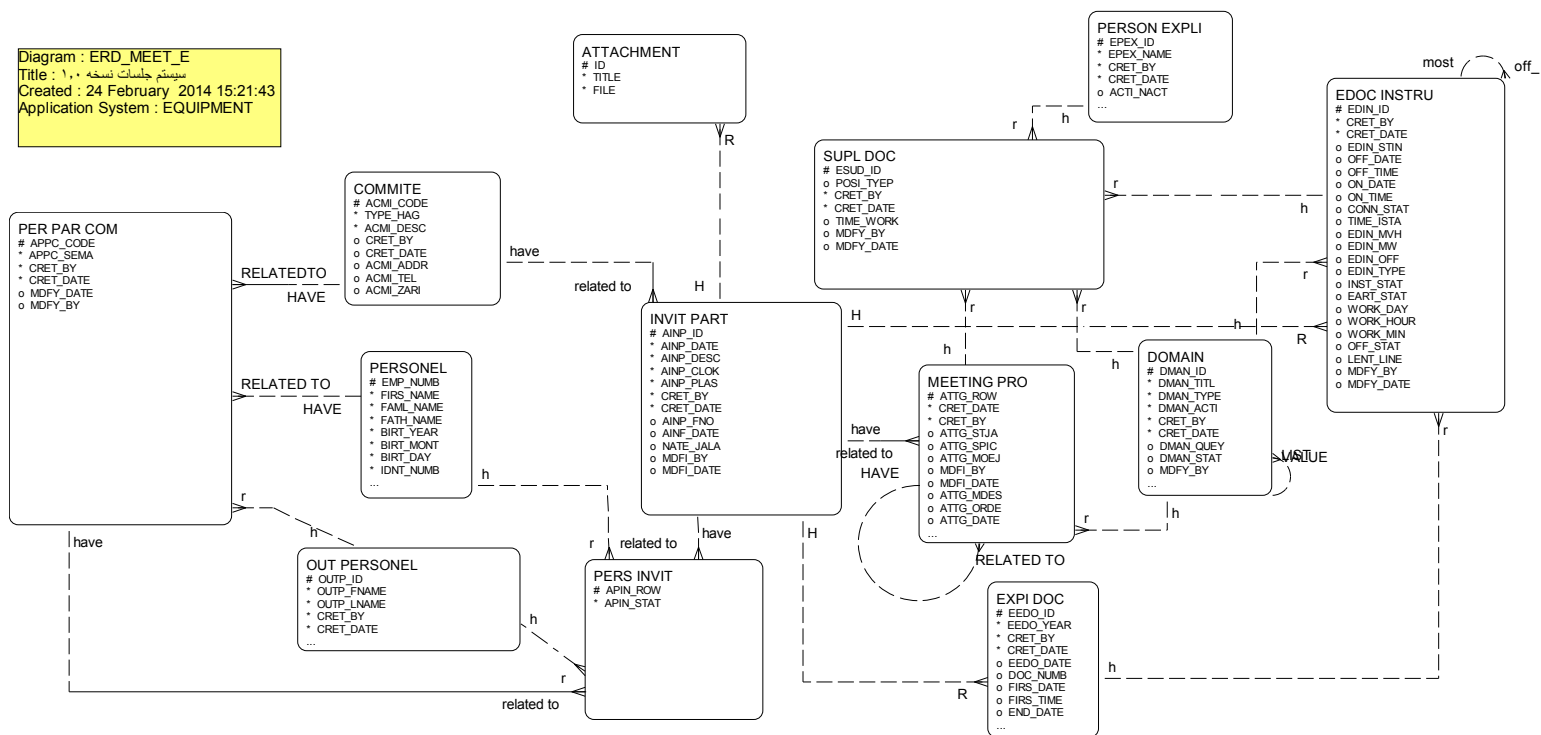 Diagram : ERD_MEET_E
Title : سیستم جلسات نسخه ۱,۰
Created : 24 February 2014 15:21:43
Application System : EQUIPMENT
ATTACHMENT
# ID
* TITLE
* FILE
R
H
PERSON EXPLI
# EPEX_ID
* EPEX_NAME
* CRET_BY
* CRET_DATE
o ACTI_NACT
...
h
r
most
off_
EDOC INSTRU
# EDIN_ID
* CRET_BY
* CRET_DATE
o EDIN_STIN
o OFF_DATE
o OFF_TIME
o ON_DATE
o ON_TIME
o CONN_STAT
o TIME_ISTA
o EDIN_MVH
o EDIN_MW
o EDIN_OFF
o EDIN_TYPE
o INST_STAT
o EART_STAT
o WORK_DAY
o WORK_HOUR
o WORK_MIN
o OFF_STAT
o LENT_LINE
o MDFY_BY
o MDFY_DATE
SUPL DOC
# ESUD_ID
o POSI_TYEP
* CRET_BY
* CRET_DATE
o TIME_WORK
o MDFY_BY
o MDFY_DATE
r
h
COMMITE
# ACMI_CODE
* TYPE_HAG
* ACMI_DESC
o CRET_BY
o CRET_DATE
o ACMI_ADDR
o ACMI_TEL
o ACMI_ZARI
have
related to
PER PAR COM
# APPC_CODE
* APPC_SEMA
* CRET_BY
* CRET_DATE
o MDFY_DATE
o MDFY_BY
RELATEDTO
HAVE
RELATED TO
HAVE
r
h
have
PERSONEL
# EMP_NUMB
* FIRS_NAME
* FAML_NAME
* FATH_NAME
* BIRT_YEAR
* BIRT_MONT
* BIRT_DAY
* IDNT_NUMB
...
h
r
INVIT PART
# AINP_ID
* AINP_DATE
* AINP_DESC
* AINP_CLOK
* AINP_PLAS
* CRET_BY
* CRET_DATE
o AINP_FNO
o AINF_DATE
o NATE_JALA
o MDFI_BY
o MDFI_DATE
H
h
R
r
r
h
r
h
MEETING PRO
# ATTG_ROW
* CRET_DATE
* CRET_BY
o ATTG_STJA
o ATTG_SPIC
o ATTG_MOEJ
o MDFI_BY
o MDFI_DATE
o ATTG_MDES
o ATTG_ORDE
o ATTG_DATE
...
have
related to
HAVE
RELATED TO
DOMAIN
# DMAN_ID
* DMAN_TITL
* DMAN_TYPE
* DMAN_ACTI
* CRET_BY
* CRET_DATE
o DMAN_QUEY
o DMAN_STAT
o MDFY_BY
...
LIST
VALUE
r
h
r
have
related to
H
OUT PERSONEL
# OUTP_ID
* OUTP_FNAME
* OUTP_LNAME
* CRET_BY
* CRET_DATE
...
h
PERS INVIT
# APIN_ROW
* APIN_STAT
r
related to
EXPI DOC
# EEDO_ID
* EEDO_YEAR
* CRET_BY
* CRET_DATE
o EEDO_DATE
o DOC_NUMB
o FIRS_DATE
o FIRS_TIME
o END_DATE
...
h
R